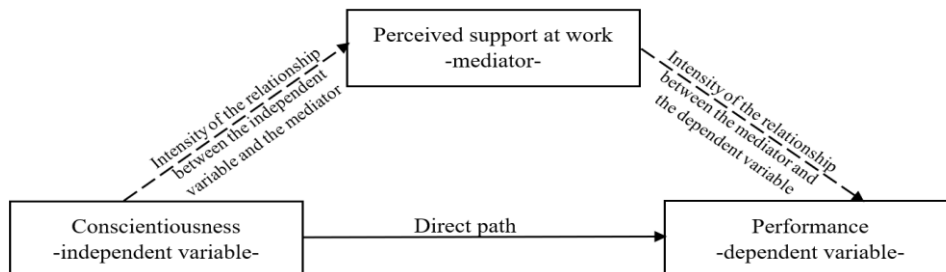 Perceived support at work
-mediator-
Intensity of the relationship
between the independent
variable and the mediator
Intensity of the relationship
between the mediator and
the dependent variable
Conscientiousness
-independent variable-
Direct path
Performance
-dependent variable-